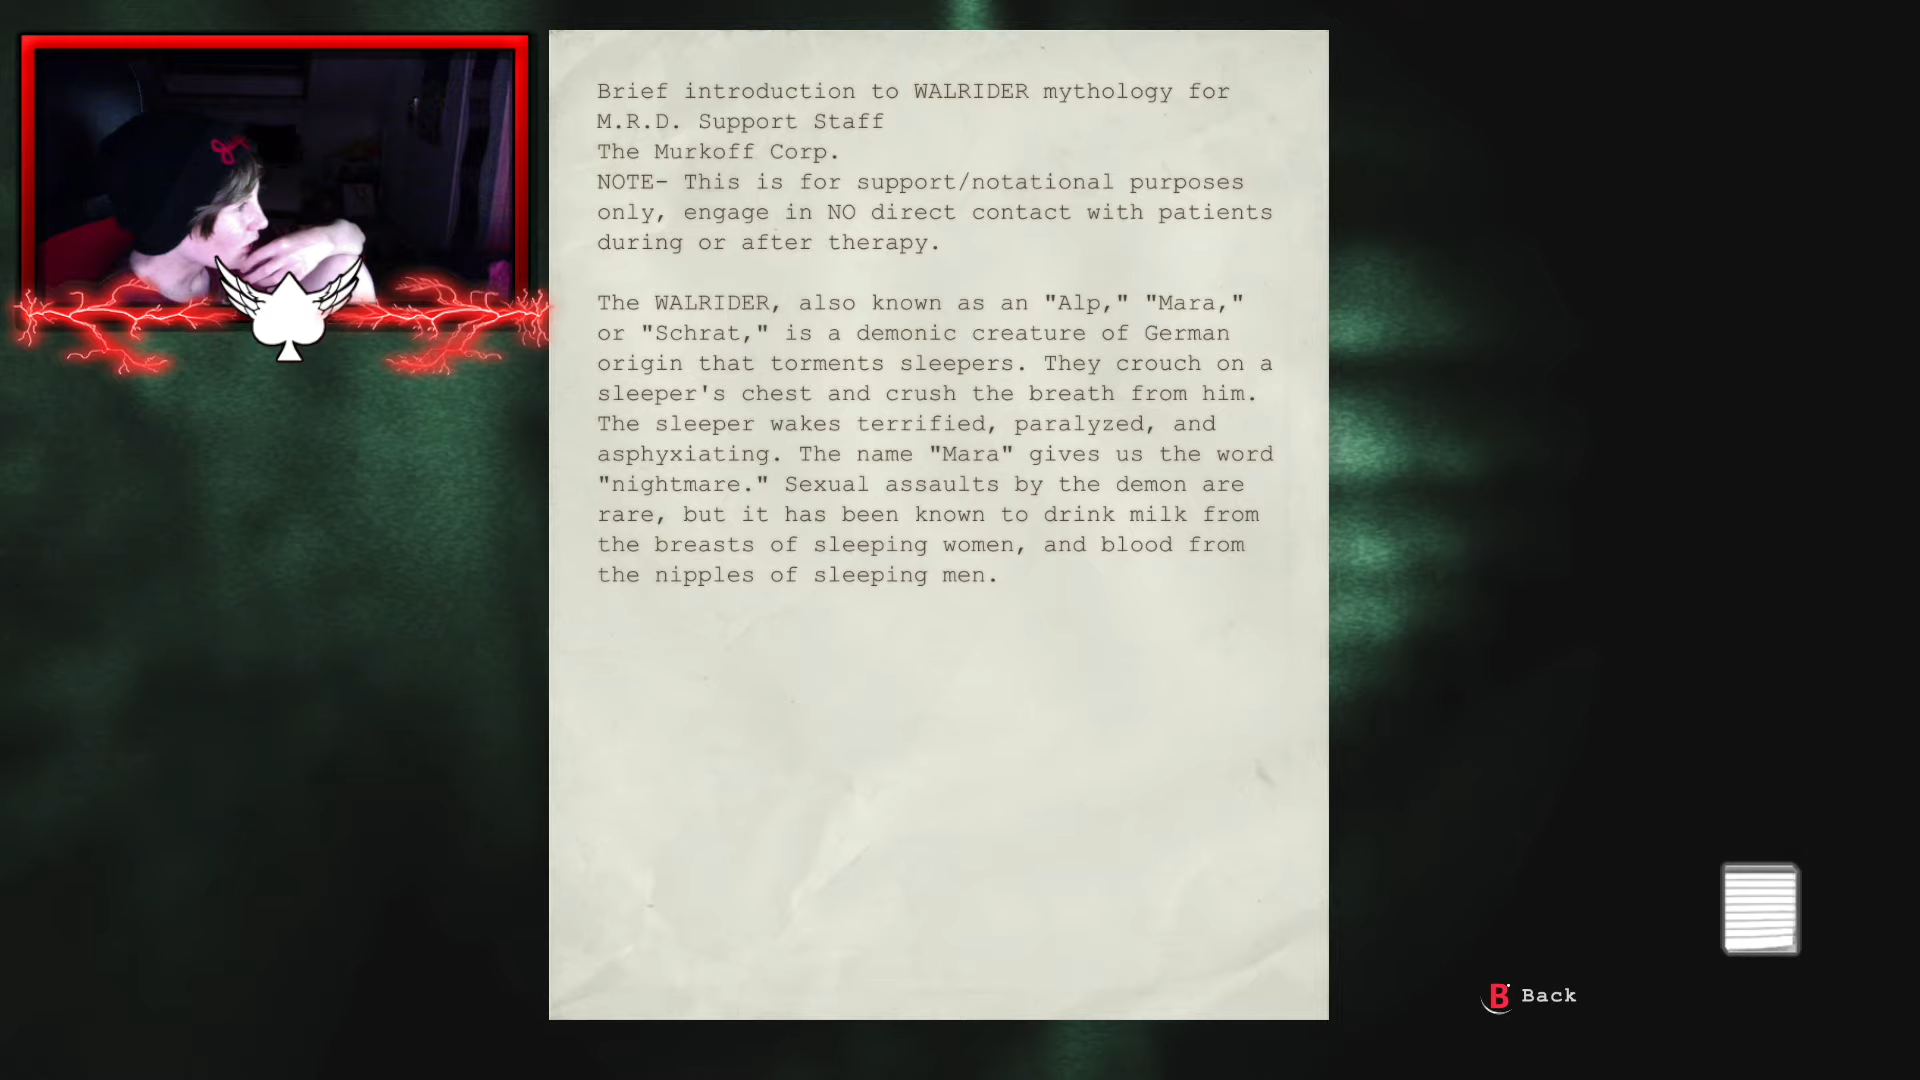 Brief introduction to WALRIDER mythology for
M.R.D. Support Staff
The Murkoff Corp.
NOTE- This is for support/notational purposes
only, engage in NO direct contact with patients
during or after therapy.
The WALRIDER, also known as an "Alp," "Mara,"
or "Schrat," is a demonic creature of German
origin that torments sleepers. They crouch on a
sleeper's chest and crush the breath from him.
The sleeper wakes terrified, paralyzed, and
asphyxiating. The name "Mara" gives us the word
"nightmare." Sexual assaults by the demon are
rare, but it has been known to drink milk from
the breasts of sleeping women, and blood from
the nipples of sleeping men.
B Back